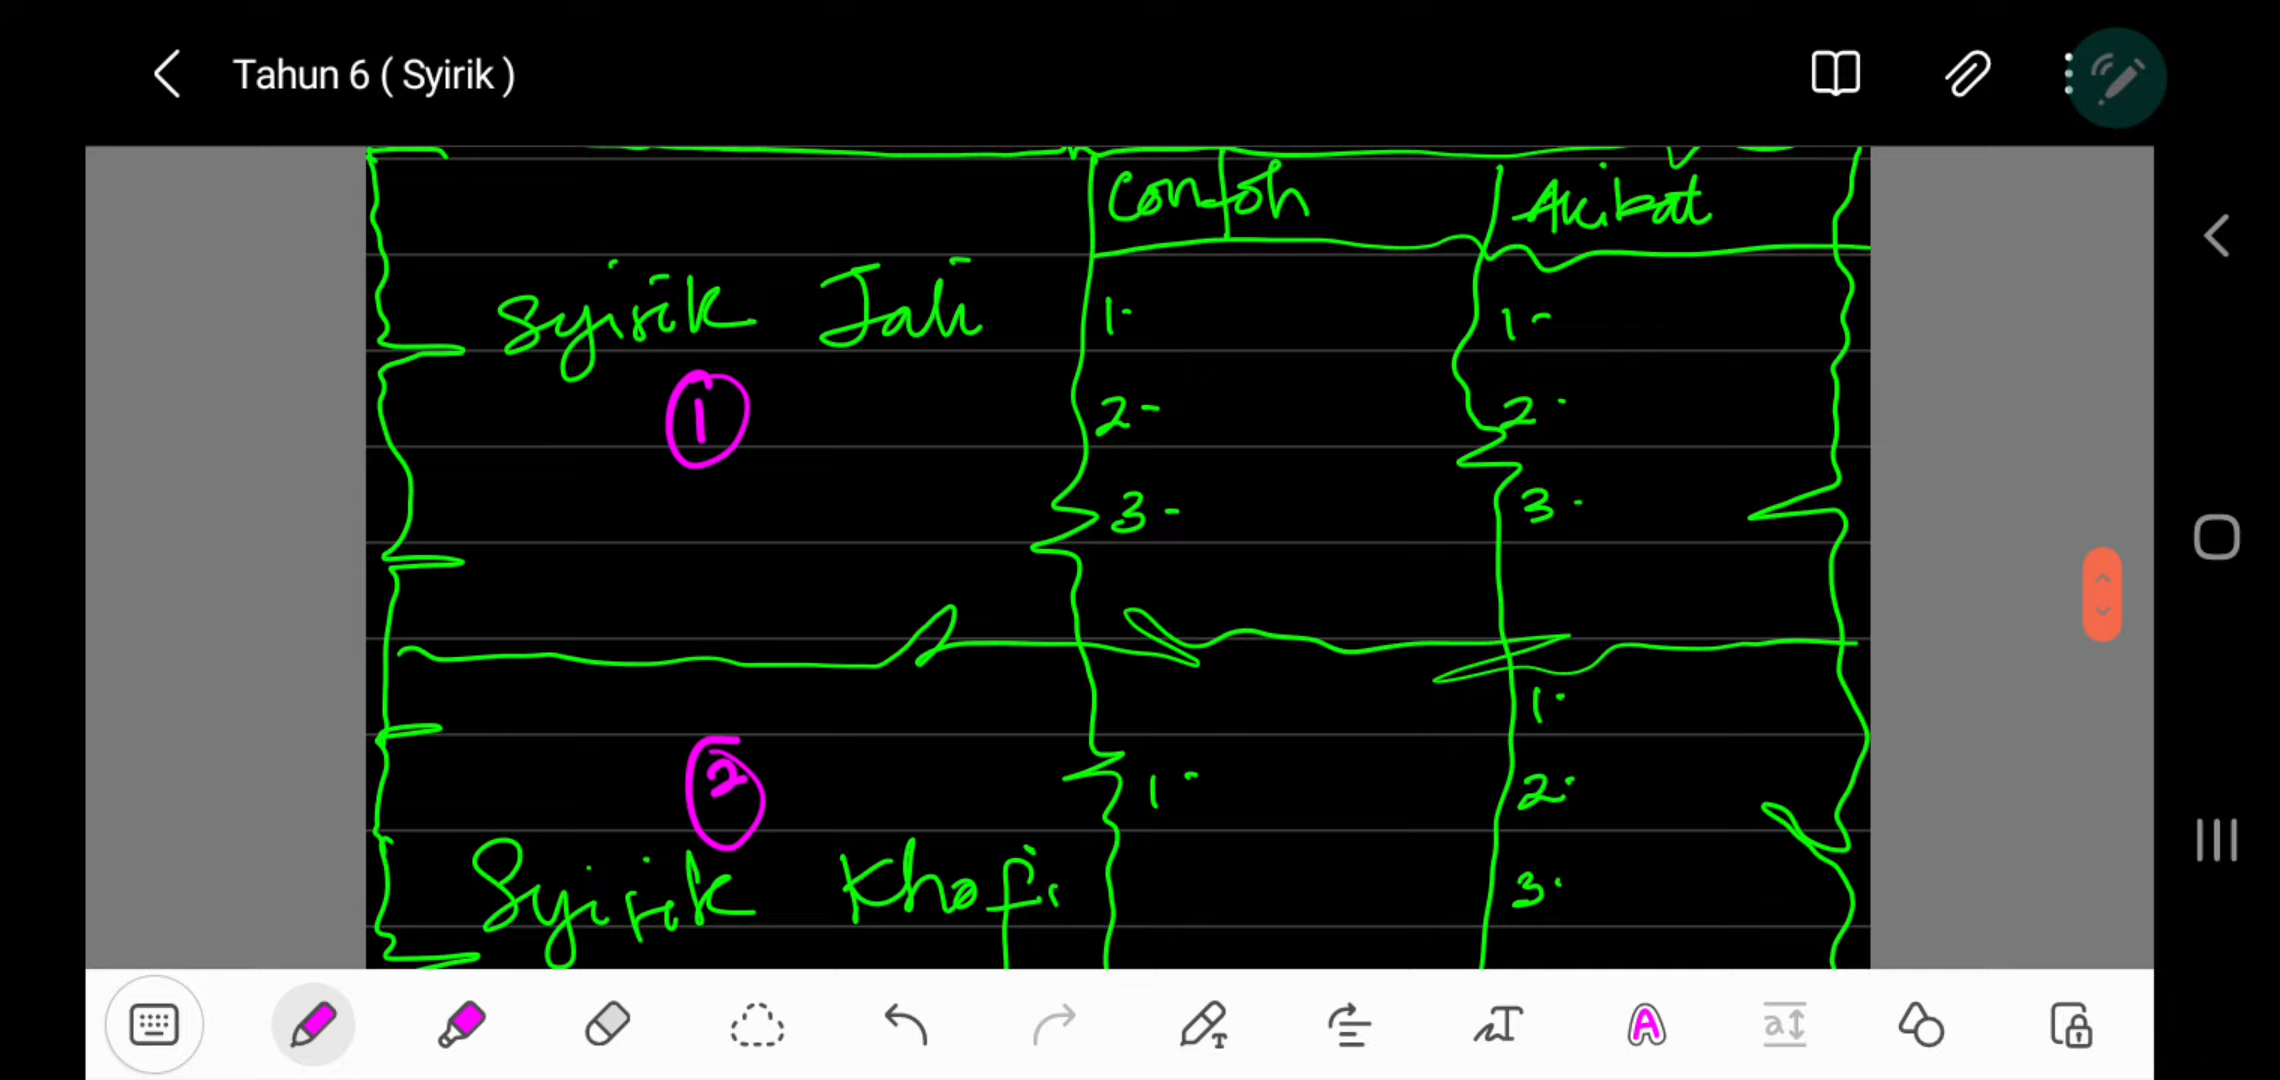 Tahun 6 ( Syirik )
Contoh Akibat
Syirik Jali 1- 1-
1 2- 2-
3- 3-
1-
2 1- 2-
Syirik Khofi 3-